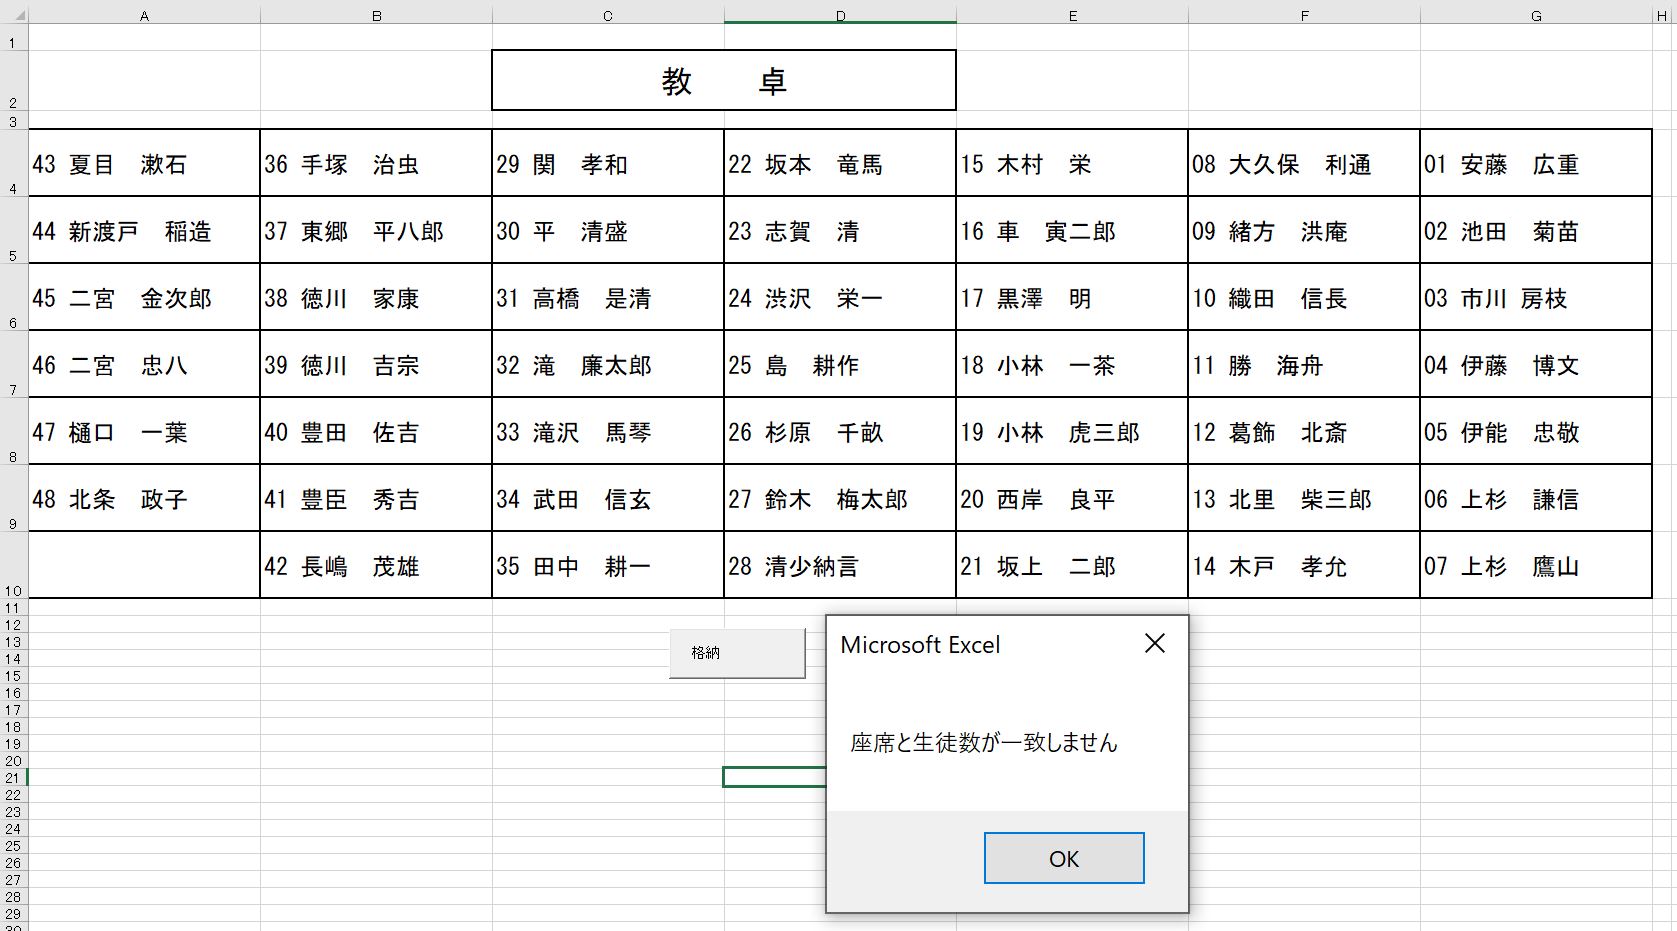 A B C D E F G H
1
2 教　　卓
3
4 43 夏目　漱石 36 手塚　治虫 29 関　孝和 22 坂本　竜馬 15 木村　栄 08 大久保　利通 01 安藤　広重
5 44 新渡戸　稲造 37 東郷　平八郎 30 平　清盛 23 志賀　清 16 車　寅二郎 09 緒方　洪庵 02 池田　菊苗
6 45 二宮　金次郎 38 徳川　家康 31 高橋　是清 24 渋沢　栄一 17 黒澤　明 10 織田　信長 03 市川 房枝
7 46 二宮　忠八 39 徳川　吉宗 32 滝　廉太郎 25 島　耕作 18 小林　一茶 11 勝　海舟 04 伊藤　博文
8 47 樋口　一葉 40 豊田　佐吉 33 滝沢　馬琴 26 杉原　千畝 19 小林　虎三郎 12 葛飾　北斎 05 伊能　忠敬
9 48 北条　政子 41 豊臣　秀吉 34 武田　信玄 27 鈴木　梅太郎 20 西岸　良平 13 北里　柴三郎 06 上杉　謙信
10 42 長嶋　茂雄 35 田中　耕一 28 清少納言 21 坂上　二郎 14 木戸　孝允 07 上杉　鷹山
11
12
13
14
15
16
17
18
19
20
21
22
23
24
25
26
27
28
29
30
格納
Microsoft Excel
座席と生徒数が一致しません
OK